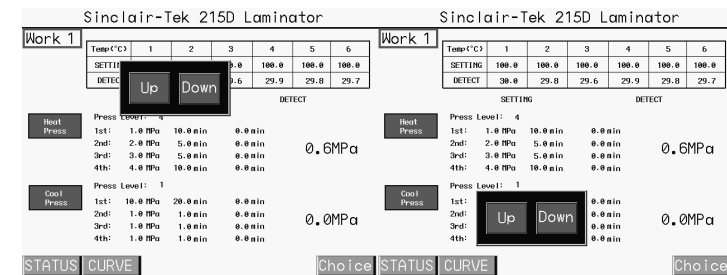 Sinclair-Tek 215D Laminator
Work 1
Temp(°C) 1 2 3 4 5 6
100.0 100.0 100.0
29.9 29.8 29.7
Up Down
DETECT
Heat Press
Press Level: 4
1st: 1.0 MPa 10.0 min 0.0 min
2nd: 2.0 MPa 5.0 min 0.0 min
3rd: 3.0 MPa 5.0 min 0.0 min
4th: 4.0 MPa 10.0 min 0.0 min
0.6MPa
Cool Press
Press Level: 1
1st: 10.0 MPa 20.0 min 0.0 min
2nd: 1.0 MPa 1.0 min 0.0 min
3rd: 1.0 MPa 1.0 min 0.0 min
4th: 1.0 MPa 1.0 min 0.0 min
0.0MPa
STATUS CURVE Choice
Sinclair-Tek 215D Laminator
Work 1
Temp(°C) 1 2 3 4 5 6
SETTING 100.0 100.0 100.0 100.0 100.0 100.0
DETECT 30.0 29.8 29.6 29.9 29.8 29.7
SETTING DETECT
Heat Press
Press Level: 4
1st: 1.0 MPa 10.0 min 0.0 min
2nd: 2.0 MPa 5.0 min 0.0 min
3rd: 3.0 MPa 5.0 min 0.0 min
4th: 4.0 MPa 10.0 min 0.0 min
0.6MPa
Cool Press
Press Level: 1
1st: 0.0 min
2nd: 0.0 min
3rd: 0.0 min
4th: 0.0 min
Up Down
0.0MPa
STATUS CURVE Choice